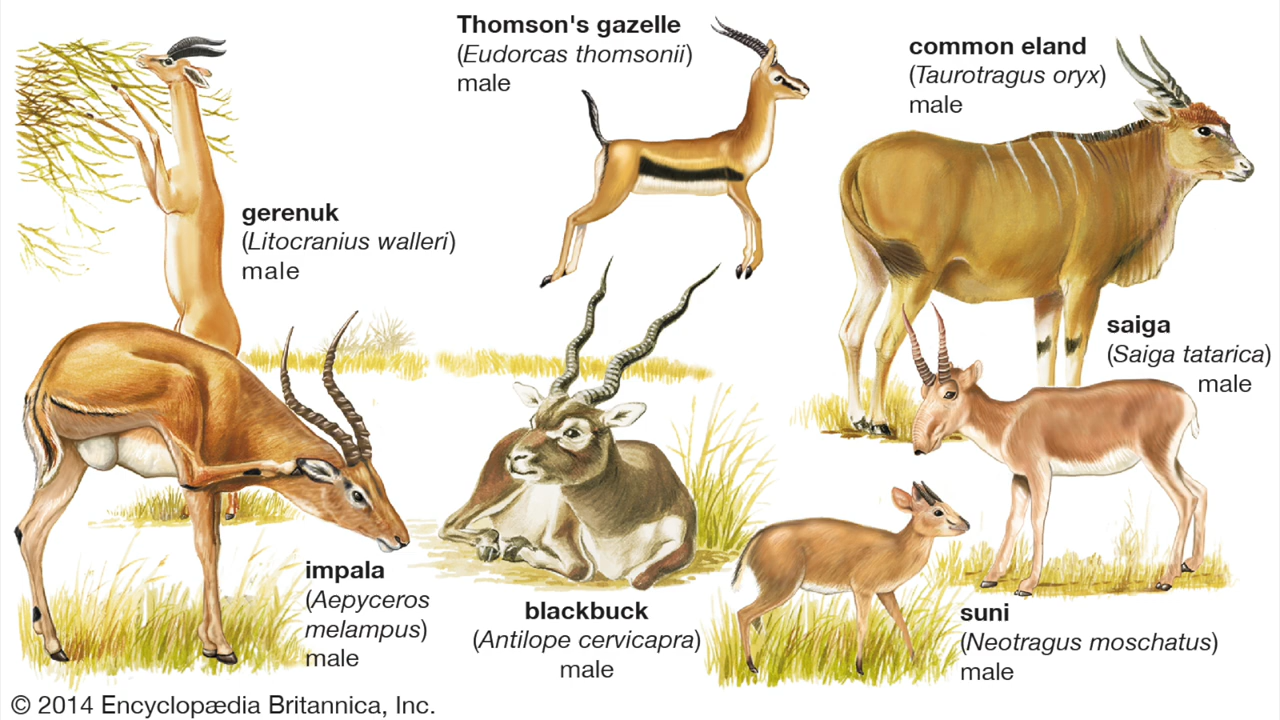 Thomson's gazelle
(Eudorcas thomsonii)
male
common eland
(Taurotragus oryx)
male
gerenuk
(Litocranius walleri)
male
saiga
(Saiga tatarica)
male
impala
(Aepyceros
melampus)
male
blackbuck
(Antilope cervicapra)
male
suni
(Neotragus moschatus)
male
© 2014 Encyclopædia Britannica, Inc.